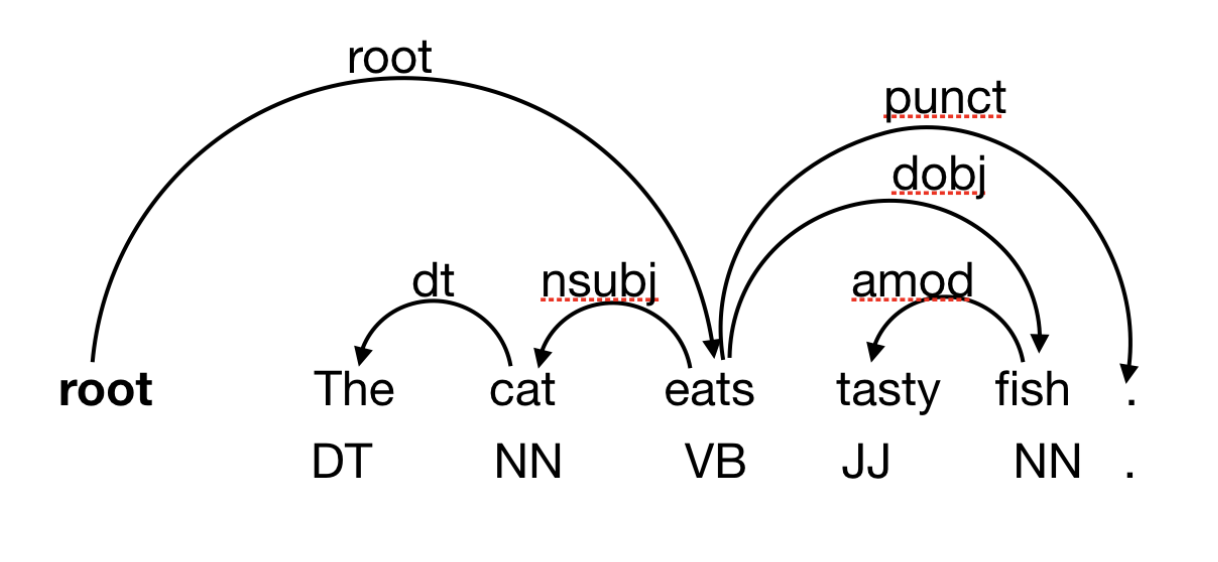 root
punct
dobj
dt nsubj amod
root The cat eats tasty fish .
DT NN VB JJ NN .